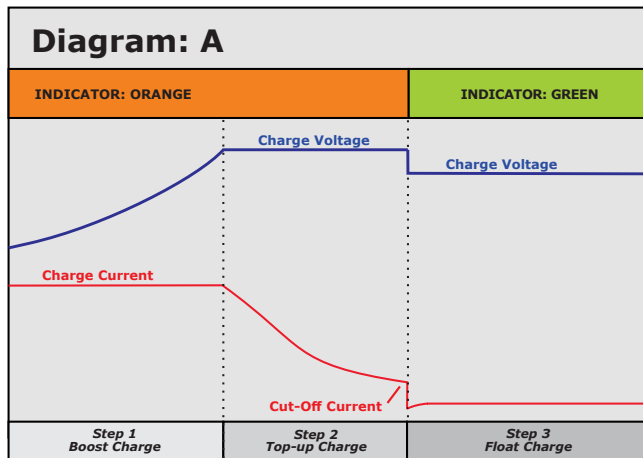 Diagram: A
INDICATOR: ORANGE
INDICATOR: GREEN
Charge Voltage
Charge Voltage
Charge Current
Cut-Off Current
Step 1
Boost Charge
Step 2
Top-up Charge
Step 3
Float Charge